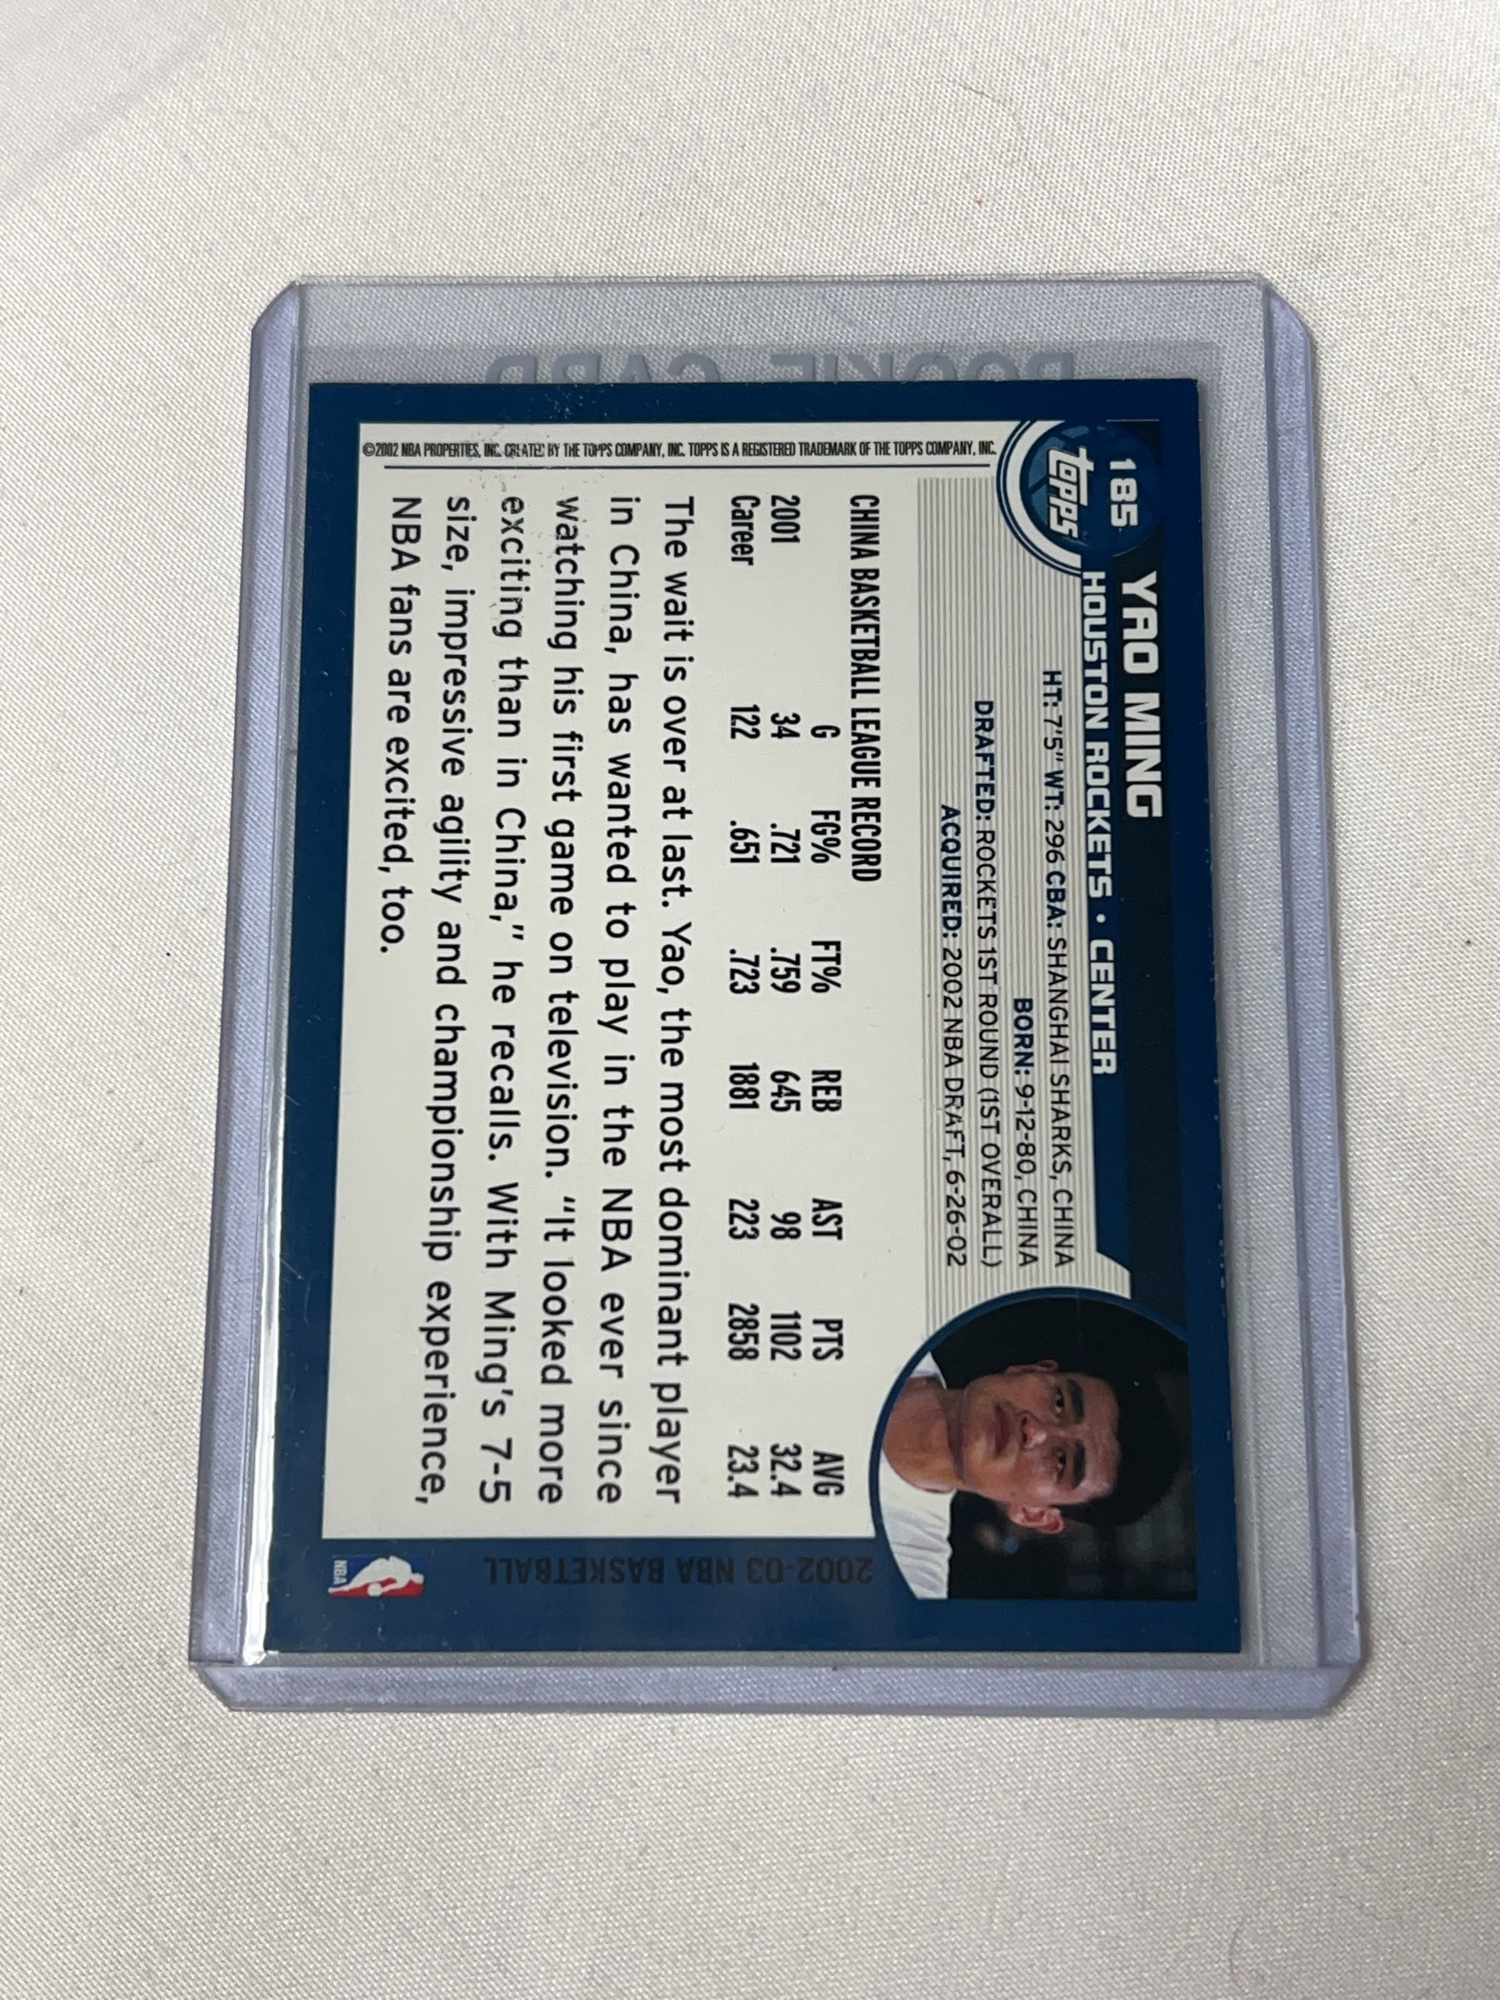 ROOKIE CARD
185
topps
YAO MING
HOUSTON ROCKETS • CENTER
HT: 7'5" WT: 296 CBA: SHANGHAI SHARKS, CHINA
BORN: 9-12-80, CHINA
DRAFTED: ROCKETS 1ST ROUND (1ST OVERALL)
ACQUIRED: 2002 NBA DRAFT, 6-26-02
CHINA BASKETBALL LEAGUE RECORD
G FG% FT% REB AST PTS AVG
2001 34 .721 .759 645 98 1102 32.4
Career 122 .651 .723 1881 223 2858 23.4
The wait is over at last. Yao, the most dominant player
in China, has wanted to play in the NBA ever since
watching his first game on television. "It looked more
exciting than in China," he recalls. With Ming's 7-5
size, impressive agility and championship experience,
NBA fans are excited, too.
©2002 NBA PROPERTIES, INC. CREATED BY THE TOPPS COMPANY, INC. TOPPS IS A REGISTERED TRADEMARK OF THE TOPPS COMPANY, INC.
2002-03 NBA BASKETBALL
NBA